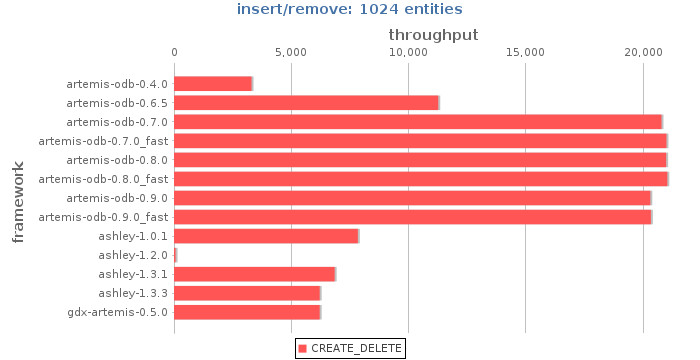 insert/remove: 1024 entities
throughput
0 5,000 10,000 15,000 20,000
framework
artemis-odb-0.4.0
artemis-odb-0.6.5
artemis-odb-0.7.0
artemis-odb-0.7.0_fast
artemis-odb-0.8.0
artemis-odb-0.8.0_fast
artemis-odb-0.9.0
artemis-odb-0.9.0_fast
ashley-1.0.1
ashley-1.2.0
ashley-1.3.1
ashley-1.3.3
gdx-artemis-0.5.0
CREATE_DELETE